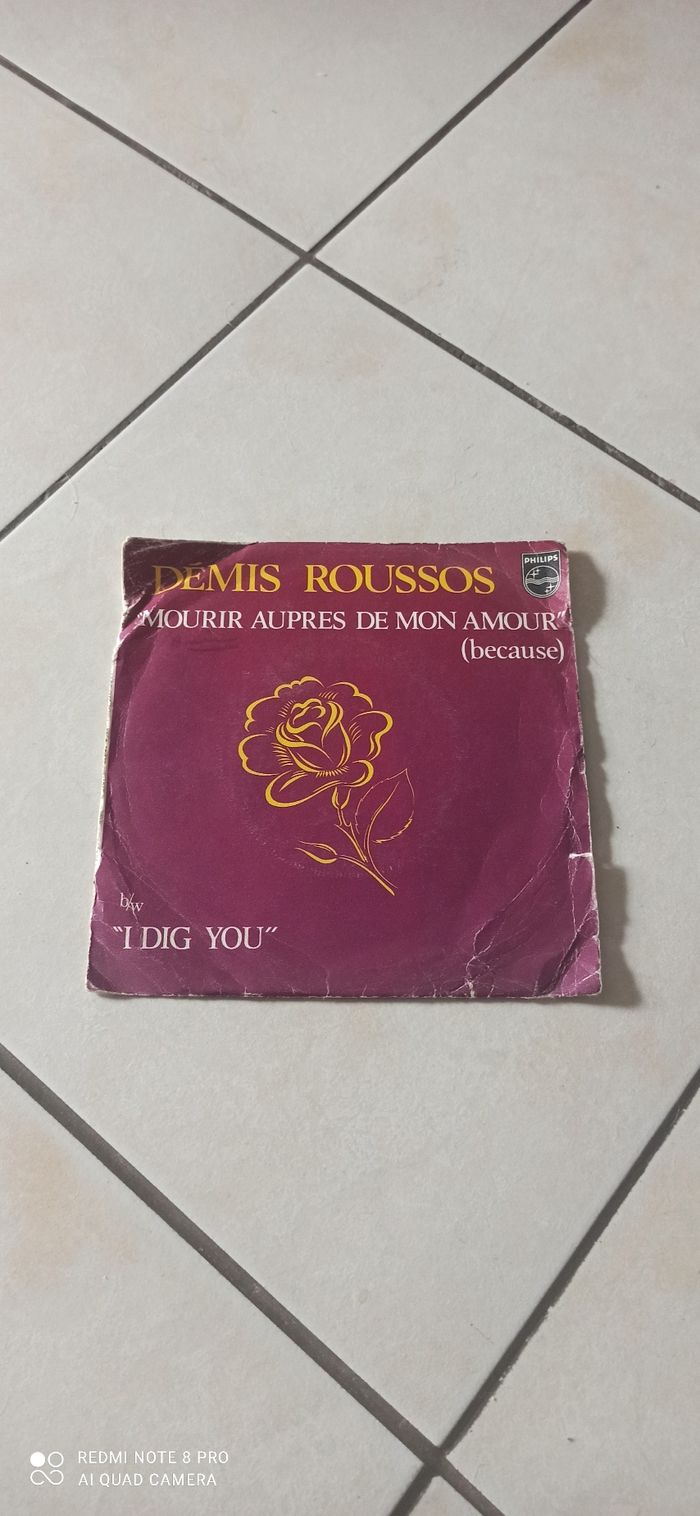 DEMIS ROUSSOS
PHILIPS
"MOURIR AUPRES DE MON AMOUR"
(because)
b/w
"I DIG YOU"
REDMI NOTE 8 PRO
AI QUAD CAMERA